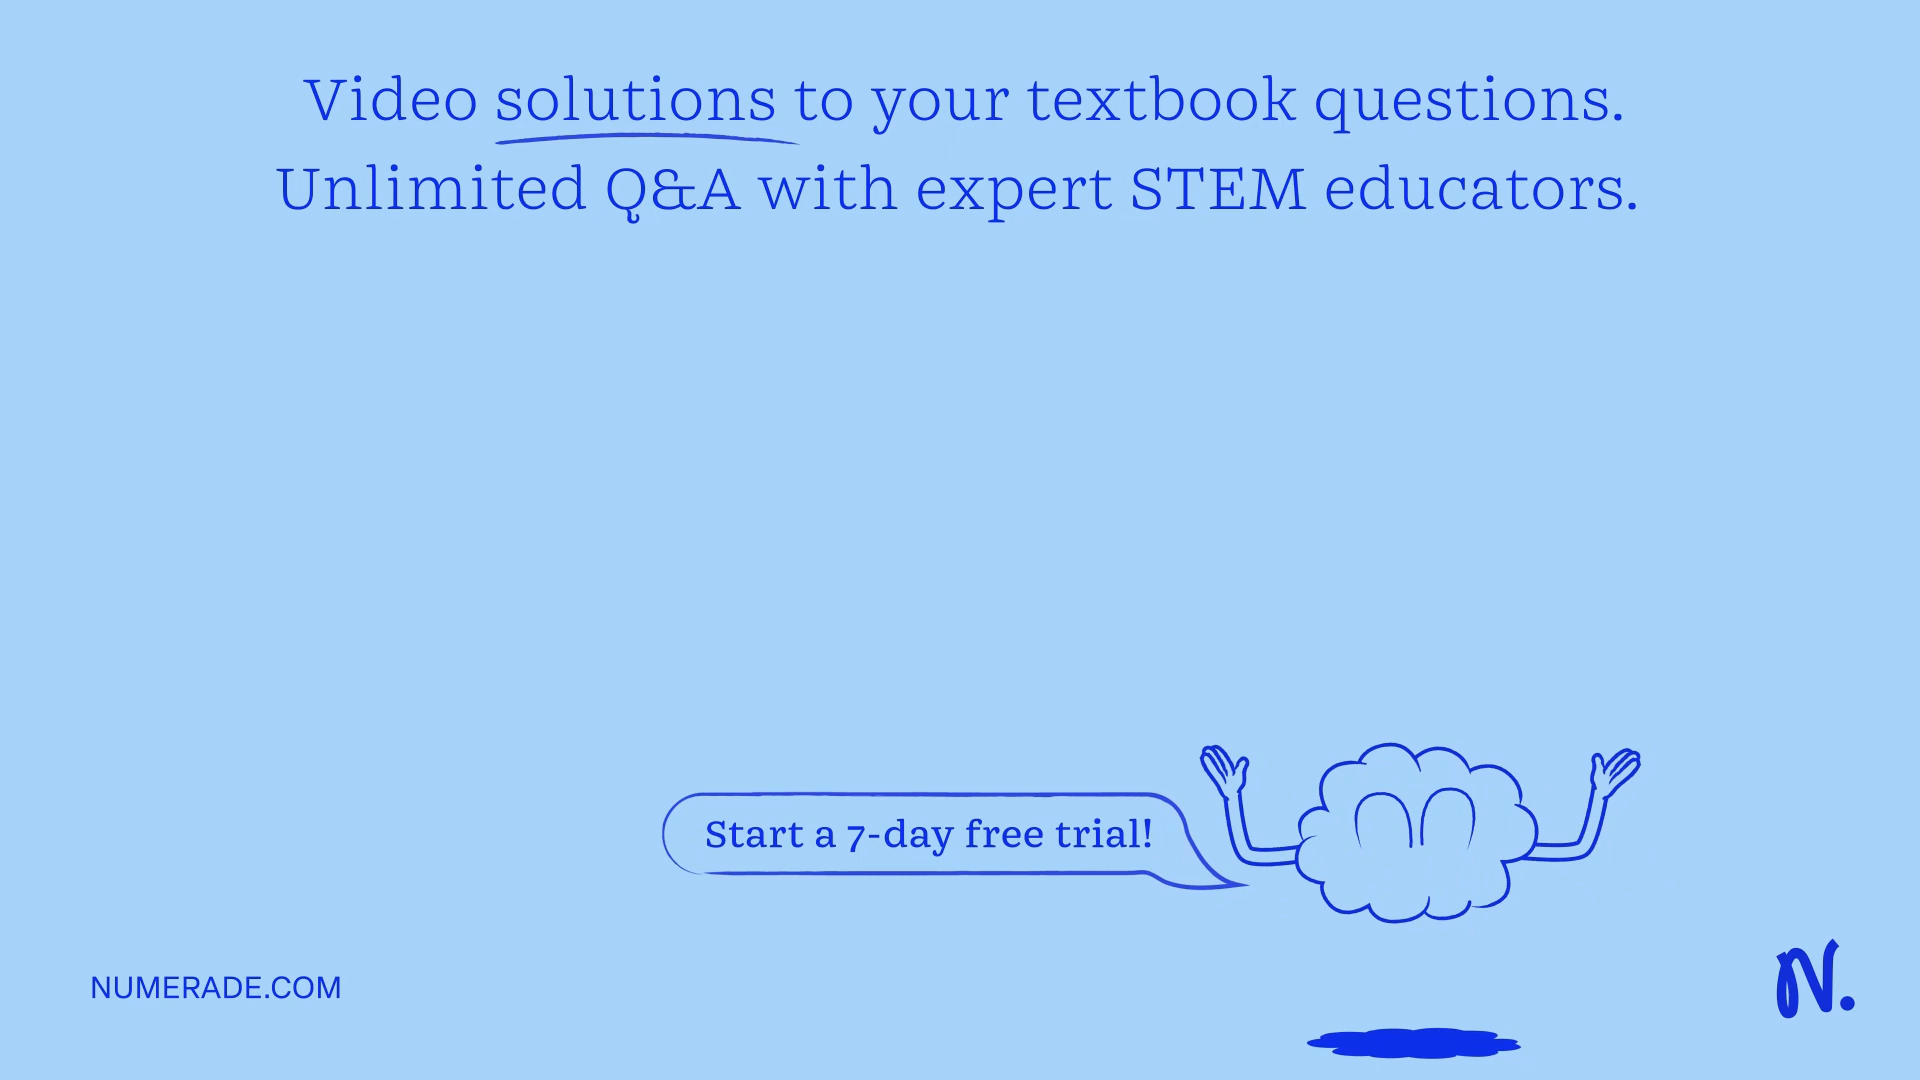 Video solutions to your textbook questions.
Unlimited Q&A with expert STEM educators.
Start a 7-day free trial!
NUMERADE.COM
N.